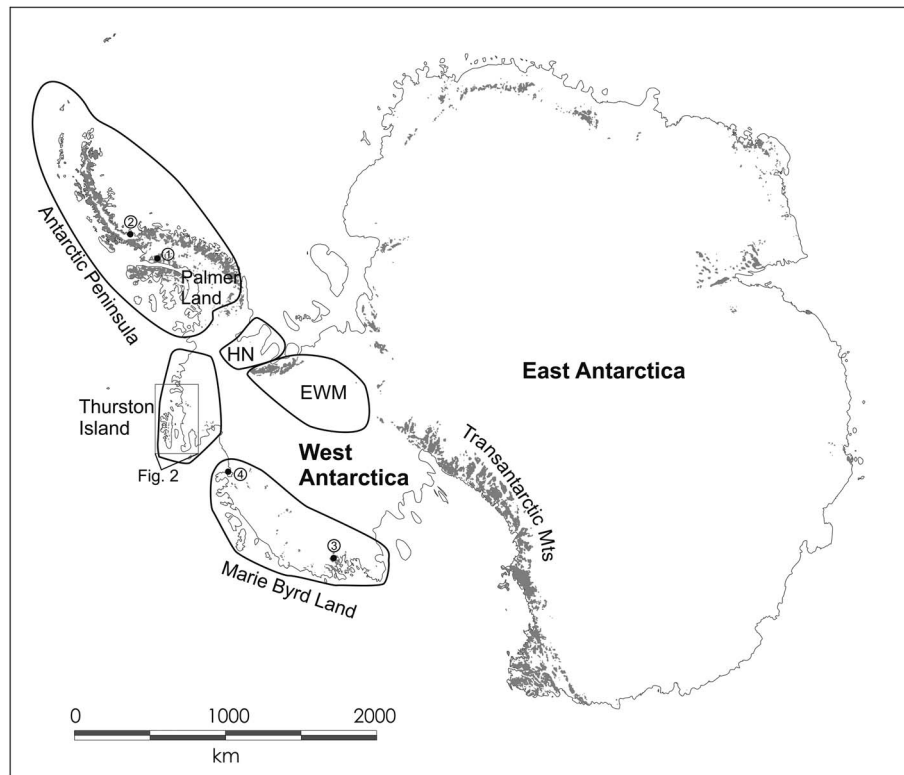 ②
①
Antarctic Peninsula
Palmer
Land
HN
EWM
East Antarctica
Thurston
Island
Fig. 2
West
Antarctica
Transantarctic Mts
④
③
Marie Byrd Land
0 1000 2000
km